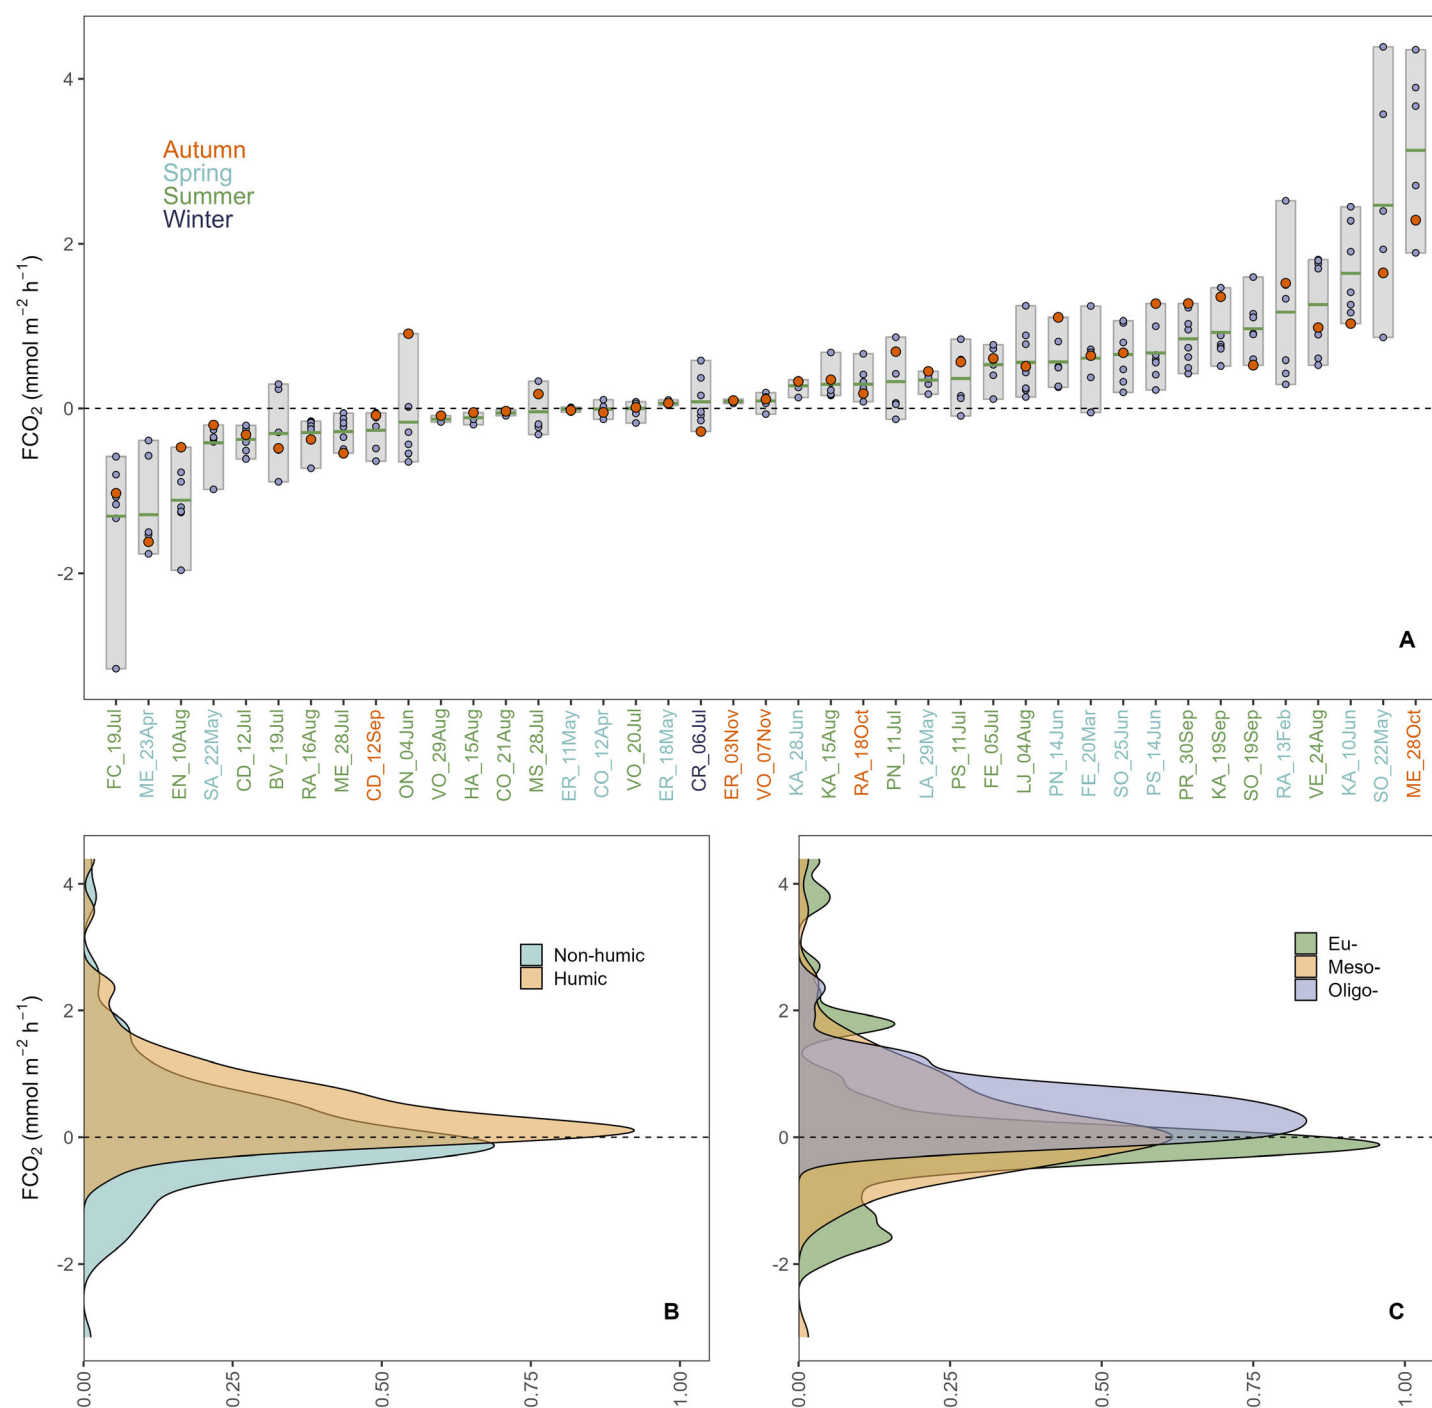 4
2
0
-2
FCO₂ (mmol m⁻² h⁻¹)
Autumn
Spring
Summer
Winter
A
FC_19Jul
ME_23Apr
EN_10Aug
SA_22May
CD_12Jul
BV_19Jul
RA_16Aug
ME_28Jul
CD_12Sep
ON_04Jun
VO_29Aug
HA_15Aug
CO_21Aug
MS_28Jul
ER_11May
CO_12Apr
VO_20Jul
ER_18May
CR_06Jul
ER_03Nov
VO_07Nov
KA_28Jun
KA_15Aug
RA_18Oct
PN_11Jul
LA_29May
PS_11Jul
FE_05Jul
LJ_04Aug
PN_14Jun
FE_20Mar
SO_25Jun
PS_14Jun
PR_30Sep
KA_19Sep
SO_19Sep
RA_13Feb
VE_24Aug
KA_10Jun
SO_22May
ME_28Oct
4
2
0
-2
FCO₂ (mmol m⁻² h⁻¹)
Non-humic
Humic
B
0.00
0.25
0.50
0.75
1.00
4
2
0
-2
Eu-
Meso-
Oligo-
C
0.00
0.25
0.50
0.75
1.00